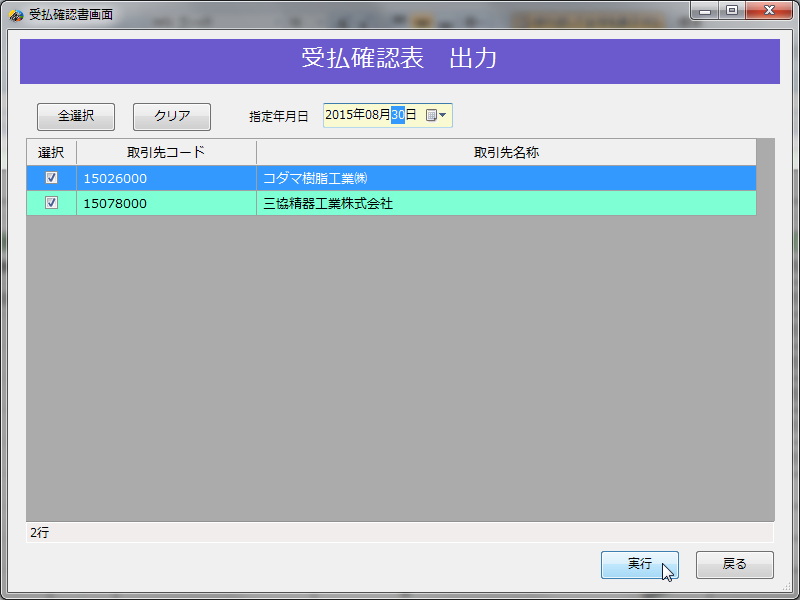 受払確認書画面
受払確認表　出力
全選択 クリア 指定年月日 2015年08月30日
選択 取引先コード 取引先名称
15026000 コダマ樹脂工業㈱
15078000 三協精器工業株式会社
2行
実行 戻る